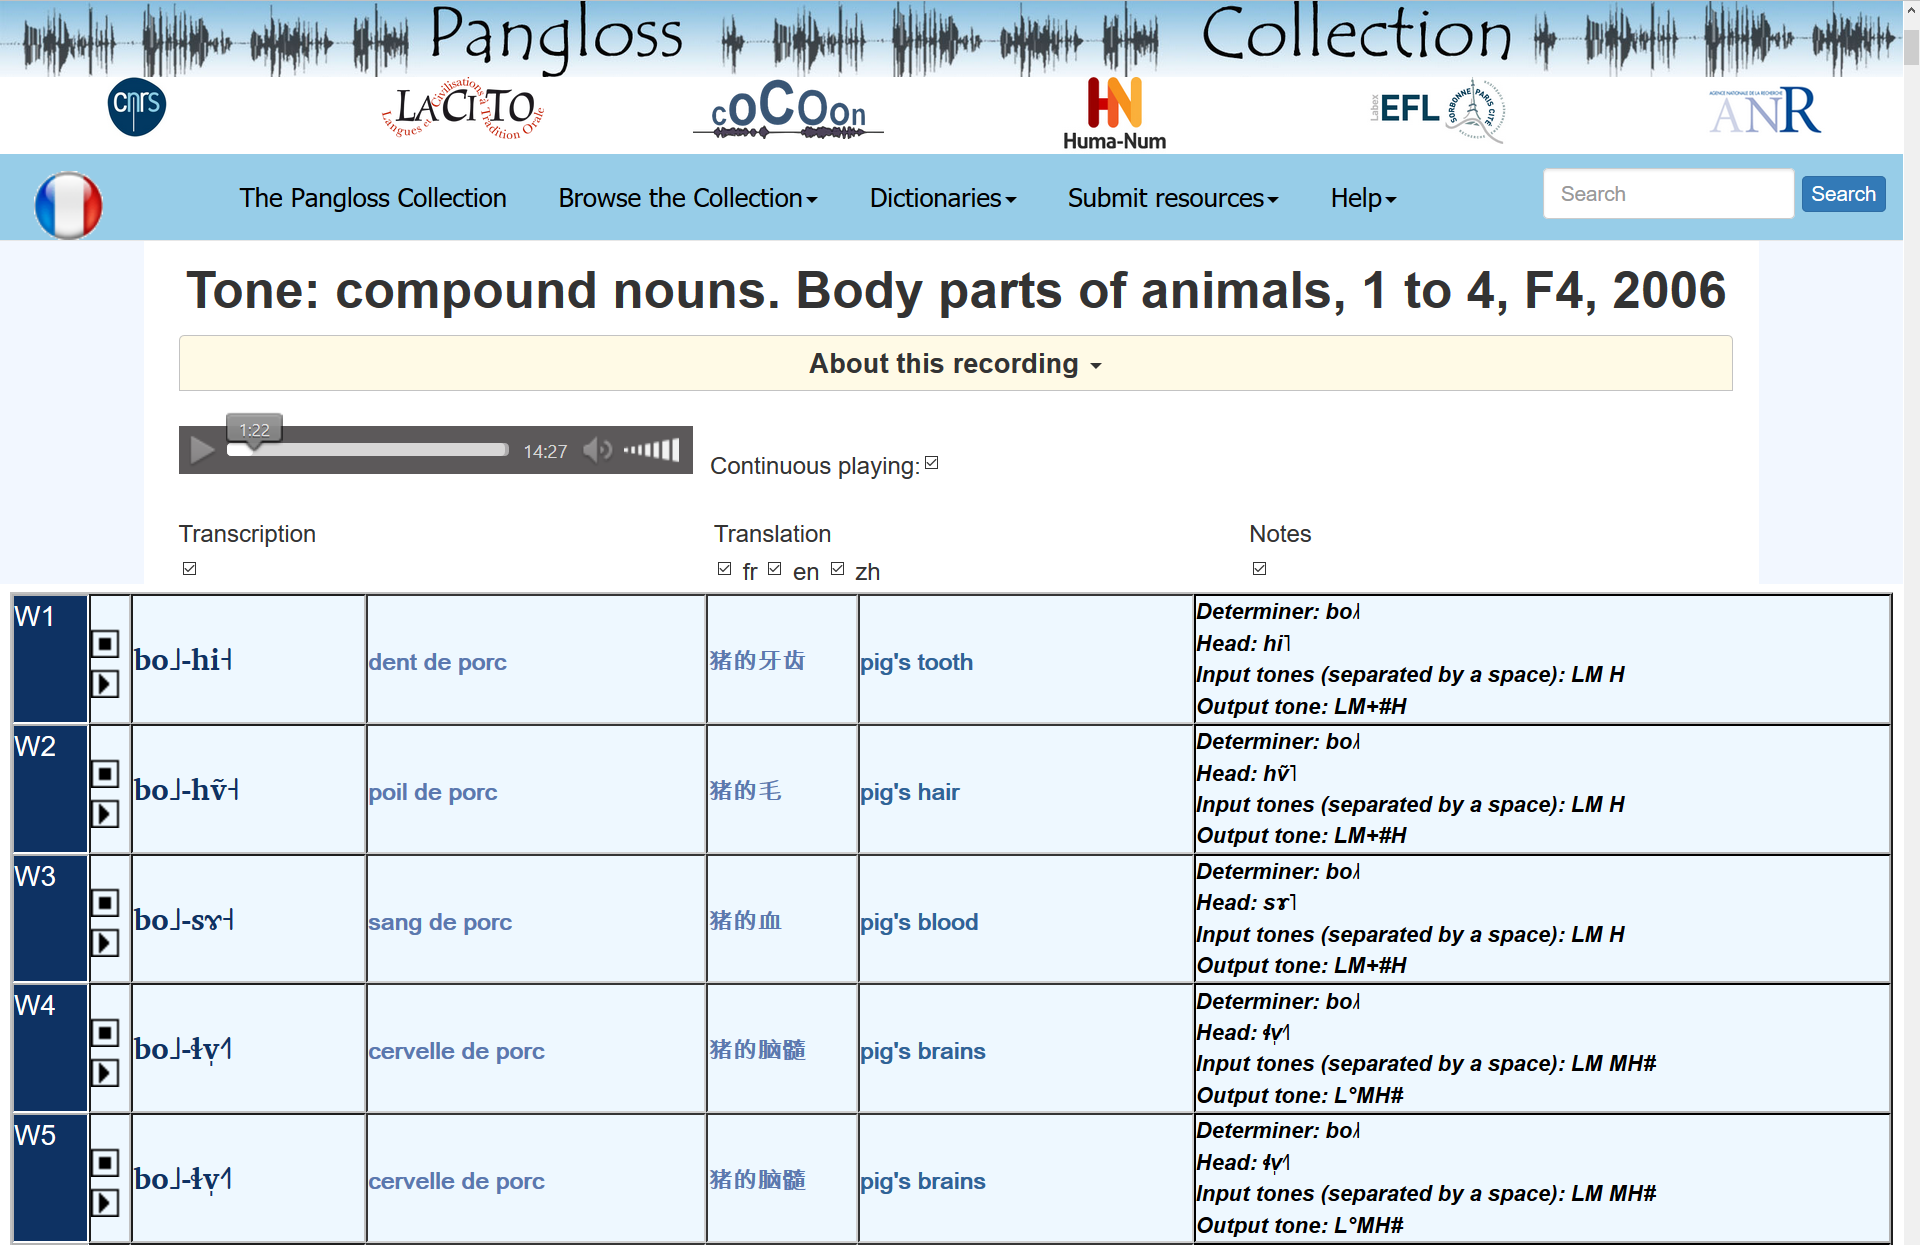 Pangloss Collection
cnrs
LACITO
Langues et Civilisations à Tradition Orale
cocoon
HN
Huma-Num
Labex EFL
SORBONNE PARIS CITÉ
AGENCE NATIONALE DE LA RECHERCHE
ANR
The Pangloss Collection
Browse the Collection
Dictionaries
Submit resources
Help
Search
Search
Tone: compound nouns. Body parts of animals, 1 to 4, F4, 2006
About this recording
1:22
14:27
Continuous playing:
Transcription
Translation
Notes
fr en zh
W1
bo˩-hi˧
dent de porc
猪的牙齿
pig's tooth
Determiner: bo˩˥
Head: hi˥
Input tones (separated by a space): LM H
Output tone: LM+#H
W2
bo˩-hṽ˧
poil de porc
猪的毛
pig's hair
Determiner: bo˩˥
Head: hṽ˥
Input tones (separated by a space): LM H
Output tone: LM+#H
W3
bo˩-sɤ˧
sang de porc
猪的血
pig's blood
Determiner: bo˩˥
Head: sɤ˥
Input tones (separated by a space): LM H
Output tone: LM+#H
W4
bo˩-ɬv̩˧˥
cervelle de porc
猪的脑髓
pig's brains
Determiner: bo˩˥
Head: ɬv̩˧˥
Input tones (separated by a space): LM MH#
Output tone: L°MH#
W5
bo˩-ɬv̩˧˥
cervelle de porc
猪的脑髓
pig's brains
Determiner: bo˩˥
Head: ɬv̩˧˥
Input tones (separated by a space): LM MH#
Output tone: L°MH#